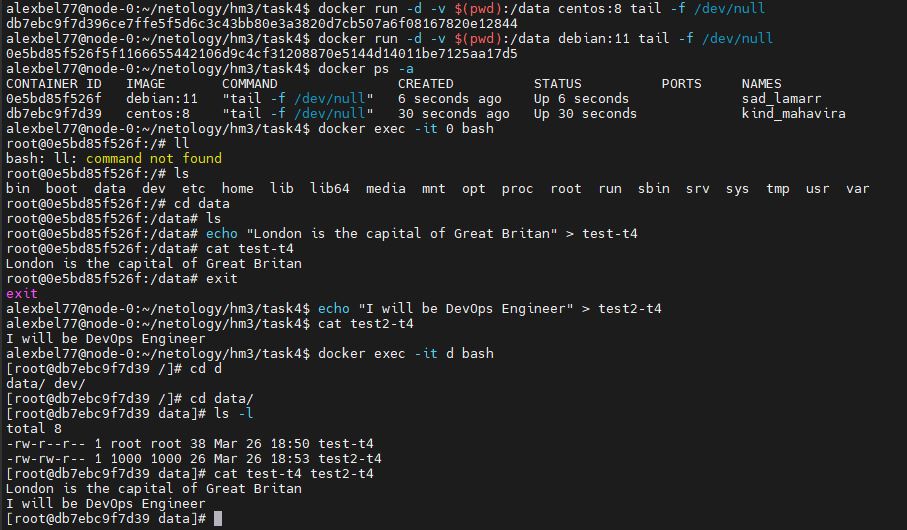 alexbel77@node-0:~/netology/hm3/task4$ docker run -d -v $(pwd):/data centos:8 tail -f /dev/null
db7ebc9f7d396ce7ffe5f5d6c3c43bb80e3a3820d7cb507a6f08167820e12844
alexbel77@node-0:~/netology/hm3/task4$ docker run -d -v $(pwd):/data debian:11 tail -f /dev/null
0e5bd85f526f5f1166655442106d9c4cf31208870e5144d14011be7125aa17d5
alexbel77@node-0:~/netology/hm3/task4$ docker ps -a
CONTAINER ID   IMAGE       COMMAND               CREATED          STATUS          PORTS     NAMES
0e5bd85f526f   debian:11   "tail -f /dev/null"   6 seconds ago    Up 6 seconds              sad_lamarr
db7ebc9f7d39   centos:8    "tail -f /dev/null"   30 seconds ago   Up 30 seconds             kind_mahavira
alexbel77@node-0:~/netology/hm3/task4$ docker exec -it 0 bash
root@0e5bd85f526f:/# ll
bash: ll: command not found
root@0e5bd85f526f:/# ls
bin  boot  data  dev  etc  home  lib  lib64  media  mnt  opt  proc  root  run  sbin  srv  sys  tmp  usr  var
root@0e5bd85f526f:/# cd data
root@0e5bd85f526f:/data# ls
root@0e5bd85f526f:/data# echo "London is the capital of Great Britan" > test-t4
root@0e5bd85f526f:/data# cat test-t4
London is the capital of Great Britan
root@0e5bd85f526f:/data# exit
exit
alexbel77@node-0:~/netology/hm3/task4$ echo "I will be DevOps Engineer" > test2-t4
alexbel77@node-0:~/netology/hm3/task4$ cat test2-t4
I will be DevOps Engineer
alexbel77@node-0:~/netology/hm3/task4$ docker exec -it d bash
[root@db7ebc9f7d39 /]# cd d
data/ dev/
[root@db7ebc9f7d39 /]# cd data/
[root@db7ebc9f7d39 data]# ls -l
total 8
-rw-r--r-- 1 root root 38 Mar 26 18:50 test-t4
-rw-rw-r-- 1 1000 1000 26 Mar 26 18:53 test2-t4
[root@db7ebc9f7d39 data]# cat test-t4 test2-t4
London is the capital of Great Britan
I will be DevOps Engineer
[root@db7ebc9f7d39 data]#